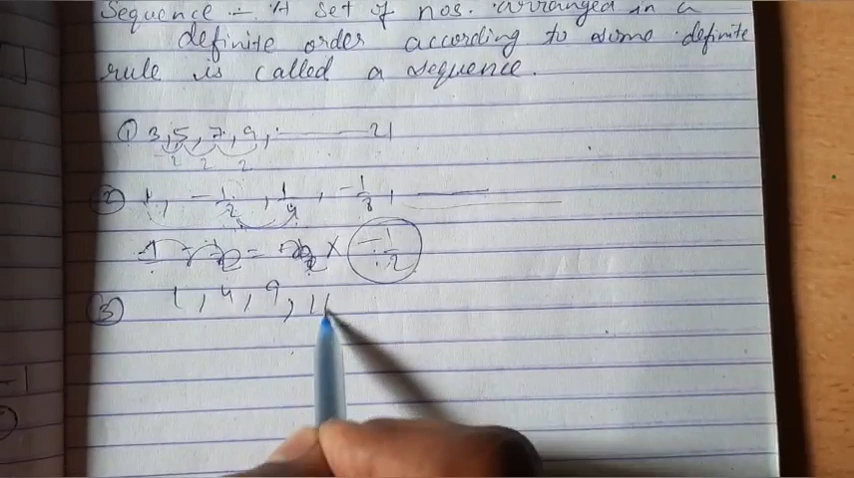 Sequence :- A set of nos. arranged in a
definite order according to some definite
rule is called a sequence.
① 3, 5, 7, 9, ——— 21
2 2 2
② 1, -1/2, 1/4, -1/8, ———
× -1/2
③ 1, 4, 9, 1